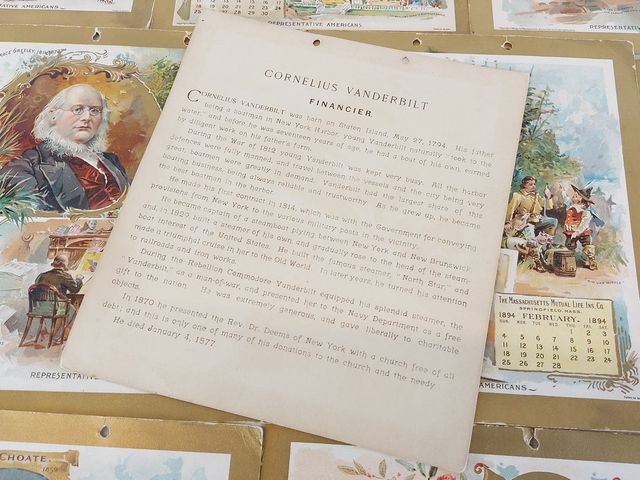 REPRESENTATIVE AMERICANS
REPRESENTATIVE
CORNELIUS VANDERBILT
FINANCIER.
CORNELIUS VANDERBILT was born on Staten Island, May 27, 1794. His father
being a boatman in New York Harbor, young Vanderbilt naturally "took to the
water" and before he was seventeen years of age, he had a boat of his own, earned
by diligent work on his father's form.
During the War of 1812 young Vanderbilt was kept very busy. All the harbor
defences were fully manned, and travel between the vessels and the city being very
great, boatmen were greatly in demand. Vanderbilt had the largest share of this
boating business, being always reliable and trustworthy. As he grew up, he became
the best boatman in the harbor.
He made his first contract in 1814, which was with the Government for conveying
provisions from New York to the various military posts in the vicinity.
He became captain of a steamboat plying between New York and New Brunswick
and, in 1829, built a steamer of his own, and gradually rose to the head of the steam-
boat interest of the United States. He built the famous steamer, "North Star," and
made a triumphal cruise in her to the Old World. In later years, he turned his attention
to railroads and iron works.
During the Rebellion Commodore Vanderbilt equipped his splendid steamer, the
"Vanderbilt," as a man-of-war, and presented her to the Navy Department as a free
gift to the nation. He was extremely generous, and gave liberally to charitable
objects.
In 1870 he presented the Rev. Dr. Deems of New York with a church free of all
debt; and this is only one of many of his donations to the church and the needy.
He died January 4, 1877.
HORACE GREELEY, 1811-1872
REPRESENTATIVE
THE MASSACHUSETTS MUTUAL LIFE INS. CO.
SPRINGFIELD, MASS.
1894 FEBRUARY. 1894
SUN. MON. TUE. WED. THU. FRI. SAT.
1 2 3
4 5 6 7 8 9 10
11 12 13 14 15 16 17
18 19 20 21 22 23 24
25 26 27 28
AMERICANS
CHOATE.
1859